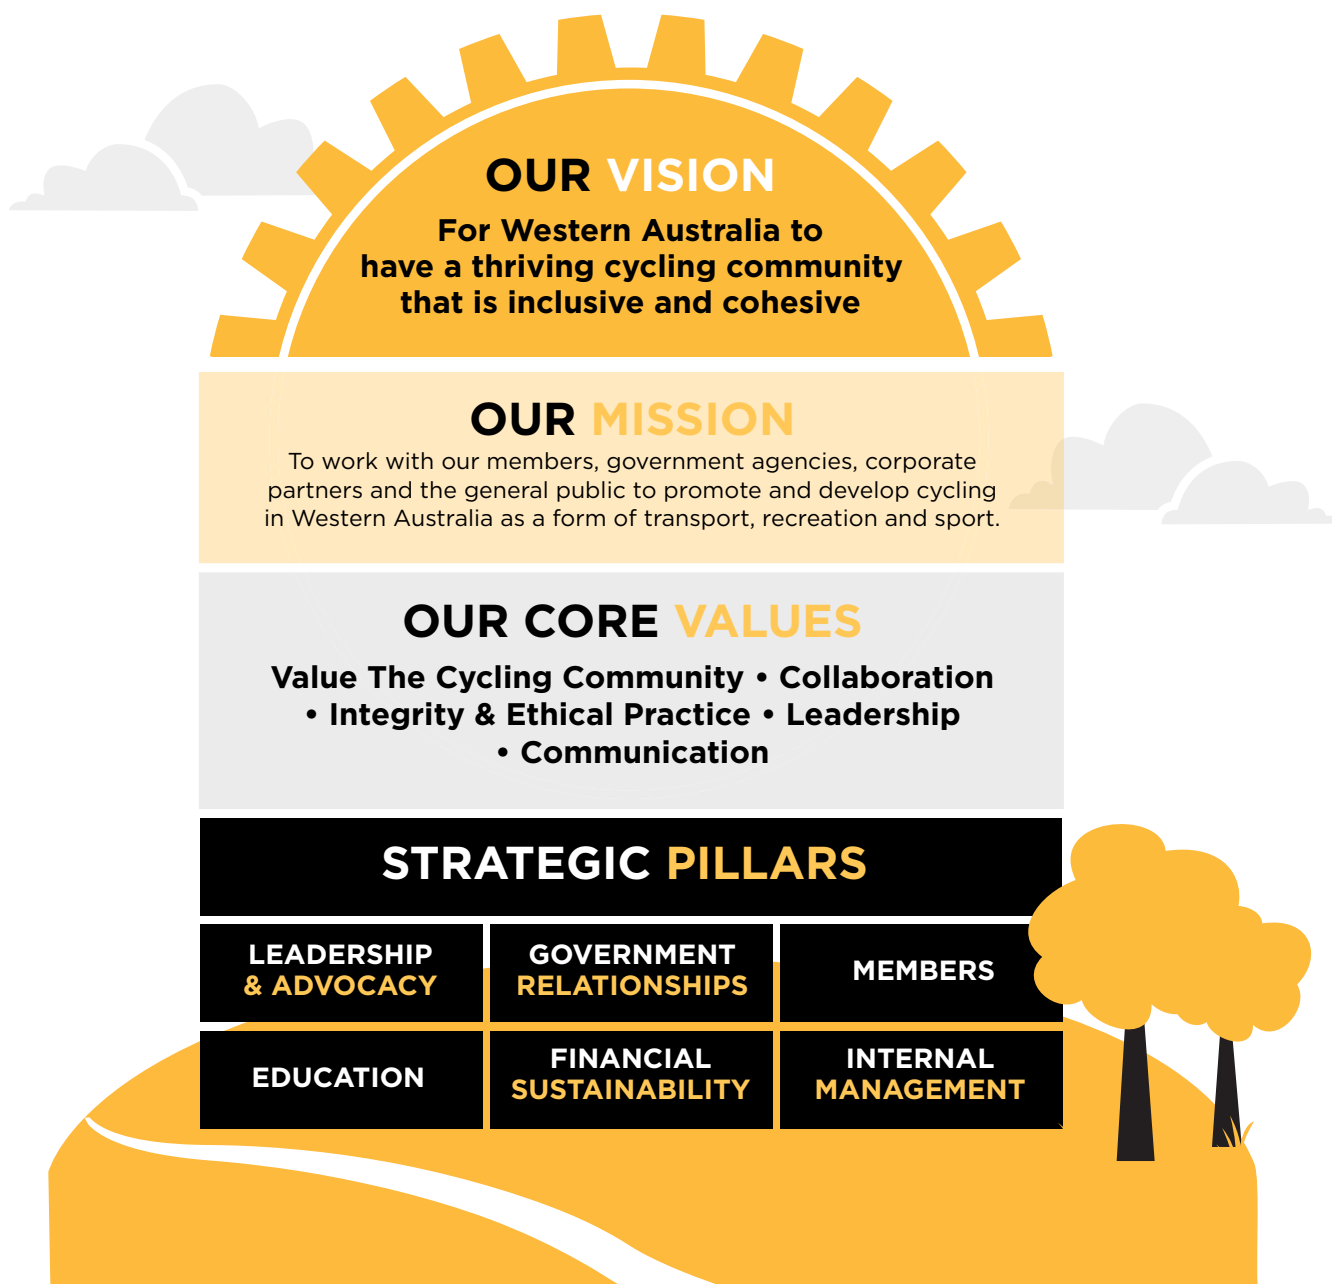 OUR VISION
For Western Australia to
have a thriving cycling community
that is inclusive and cohesive
OUR MISSION
To work with our members, government agencies, corporate
partners and the general public to promote and develop cycling
in Western Australia as a form of transport, recreation and sport.
OUR CORE VALUES
Value The Cycling Community • Collaboration
• Integrity & Ethical Practice • Leadership
• Communication
STRATEGIC PILLARS
LEADERSHIP
& ADVOCACY
GOVERNMENT
RELATIONSHIPS
MEMBERS
EDUCATION
FINANCIAL
SUSTAINABILITY
INTERNAL
MANAGEMENT